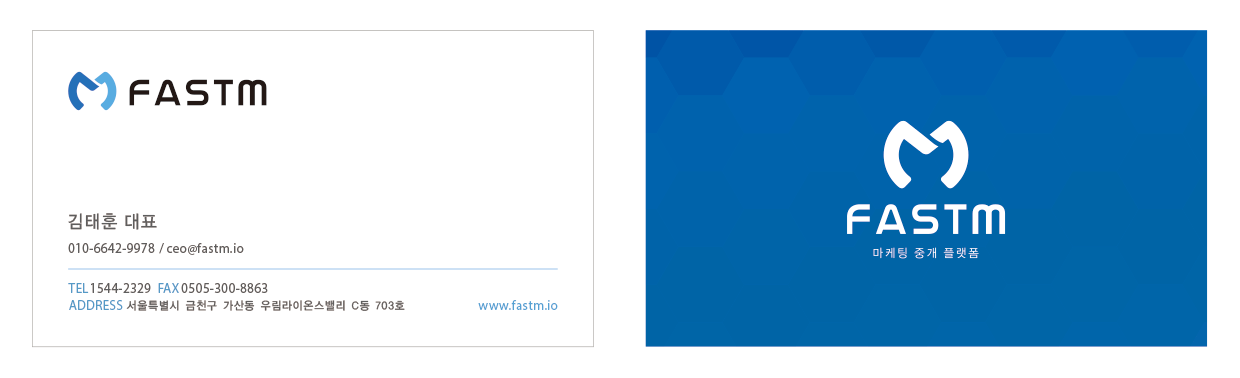 FASTM
김태훈 대표
010-6642-9978 / ceo@fastm.io
TEL 1544-2329 FAX 0505-300-8863
ADDRESS 서울특별시 금천구 가산동 우림라이온스밸리 C동 703호
www.fastm.io
FASTM
마케팅 중개 플랫폼